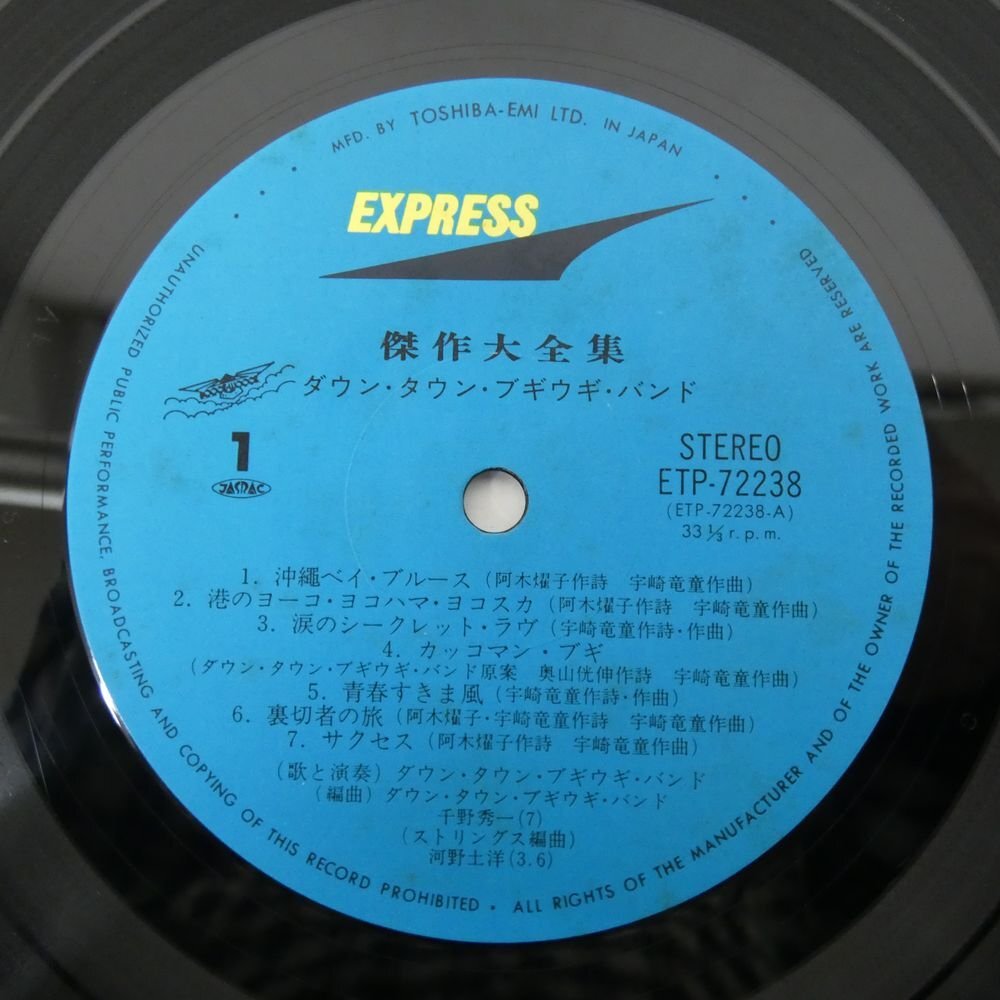 MFD. BY TOSHIBA-EMI LTD. IN JAPAN
EXPRESS
傑作大全集
ダウン・タウン・ブギウギ・バンド
1
JASRAC
STEREO
ETP-72238
(ETP-72238-A)
33⅓ r.p.m.
1. 沖縄ベイ・ブルース (阿木燿子作詩 宇崎竜童作曲)
2. 港のヨーコ・ヨコハマ・ヨコスカ (阿木燿子作詩 宇崎竜童作曲)
3. 涙のシークレット・ラヴ (宇崎竜童作詩・作曲)
4. カッコマン・ブギ
(ダウン・タウン・ブギウギ・バンド原案 奥山侊伸作詩 宇崎竜童作曲)
5. 青春すきま風 (宇崎竜童作詩・作曲)
6. 裏切者の旅 (阿木燿子・宇崎竜童作詩 宇崎竜童作曲)
7. サクセス (阿木燿子作詩 宇崎竜童作曲)
(歌と演奏) ダウン・タウン・ブギウギ・バンド
(編曲) ダウン・タウン・ブギウギ・バンド
千野秀一(7)
(ストリングス編曲)
河野土洋(3.6)
UNAUTHORIZED PUBLIC PERFORMANCE, BROADCASTING AND COPYING OF THIS RECORD PROHIBITED • ALL RIGHTS OF THE MANUFACTURER AND OF THE OWNER OF THE RECORDED WORK ARE RESERVED